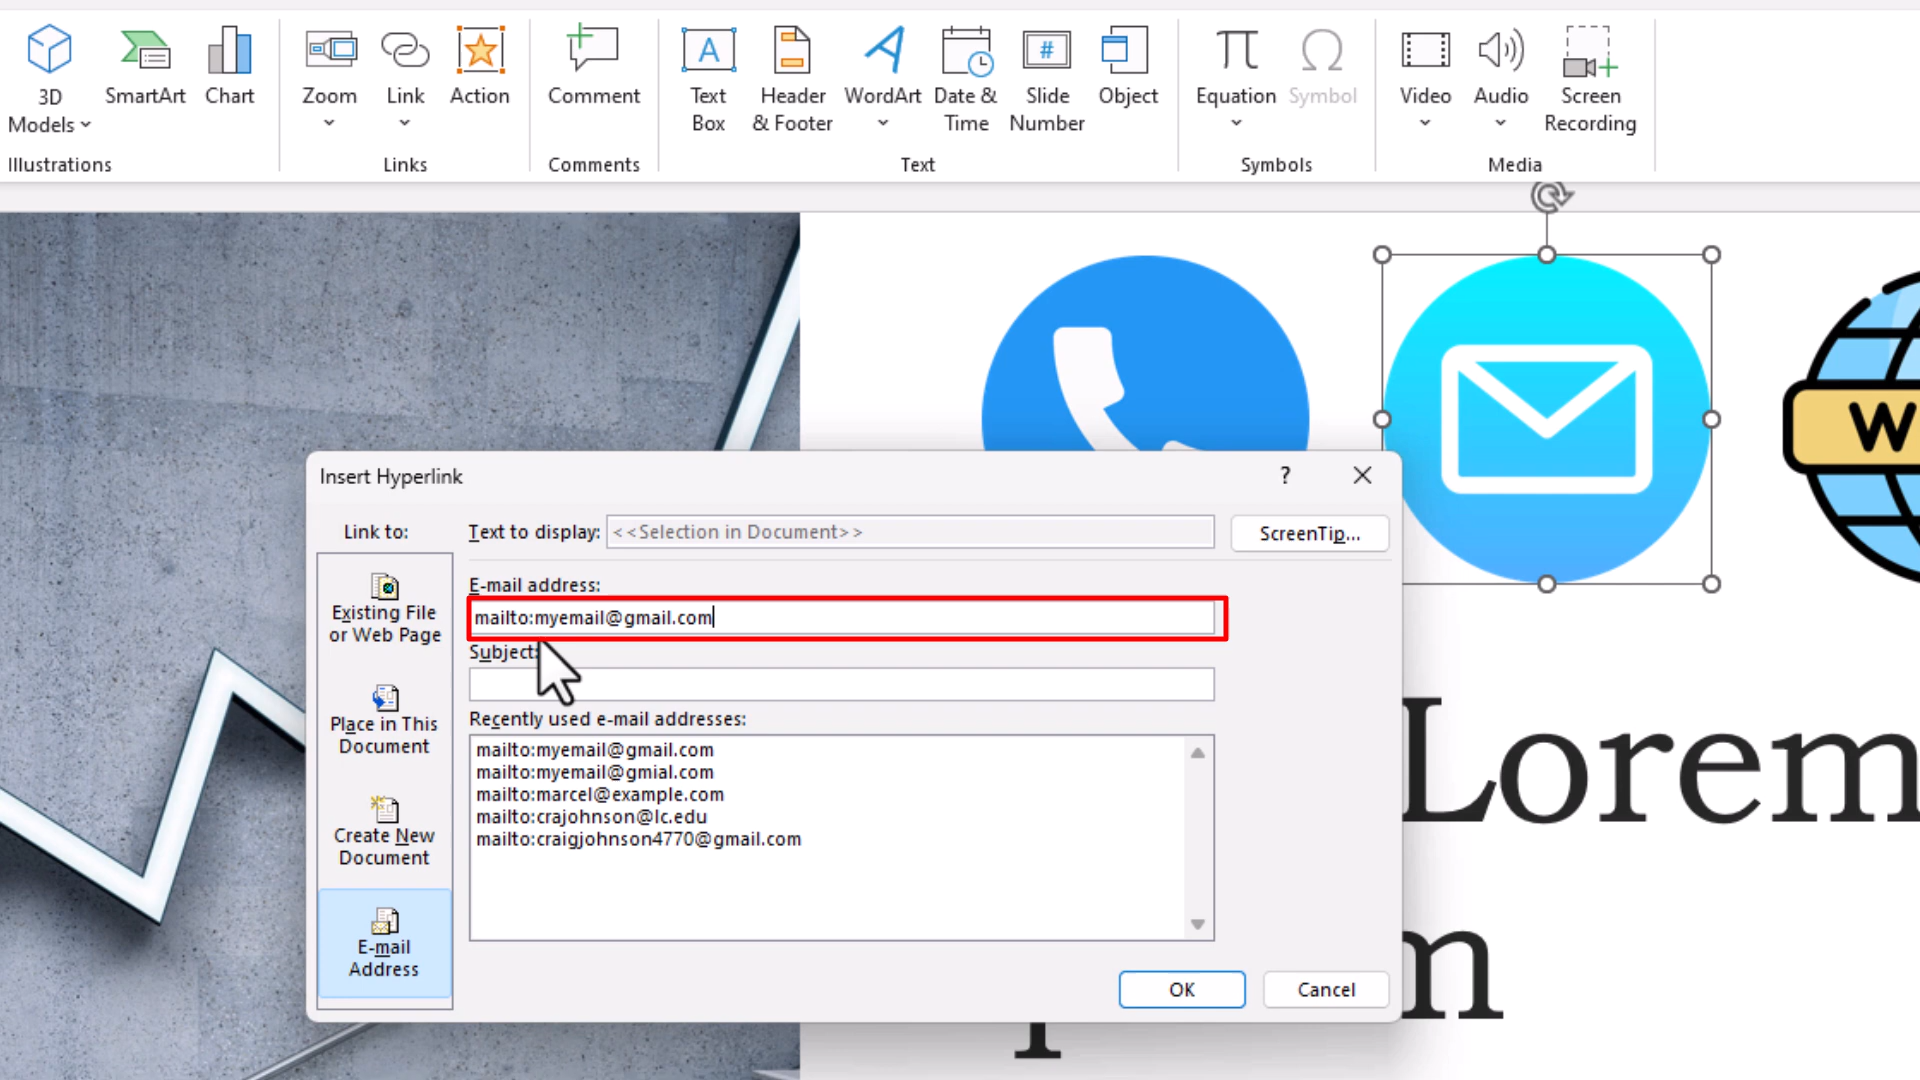 3D
Models
SmartArt
Chart
Zoom
Link
Action
Comment
Text
Box
Header
& Footer
WordArt
Date &
Time
Slide
Number
Object
Equation
Symbol
Video
Audio
Screen
Recording
Illustrations
Links
Comments
Text
Symbols
Media
W
Insert Hyperlink
Link to:
Text to display:
<<Selection in Document>>
ScreenTip...
Existing File
or Web Page
Place in This
Document
Create New
Document
E-mail
Address
E-mail address:
mailto:myemail@gmail.com
Subject:
Recently used e-mail addresses:
mailto:myemail@gmail.com
mailto:myemail@gmial.com
mailto:marcel@example.com
mailto:crajohnson@lc.edu
mailto:craigjohnson4770@gmail.com
OK
Cancel
Lorem